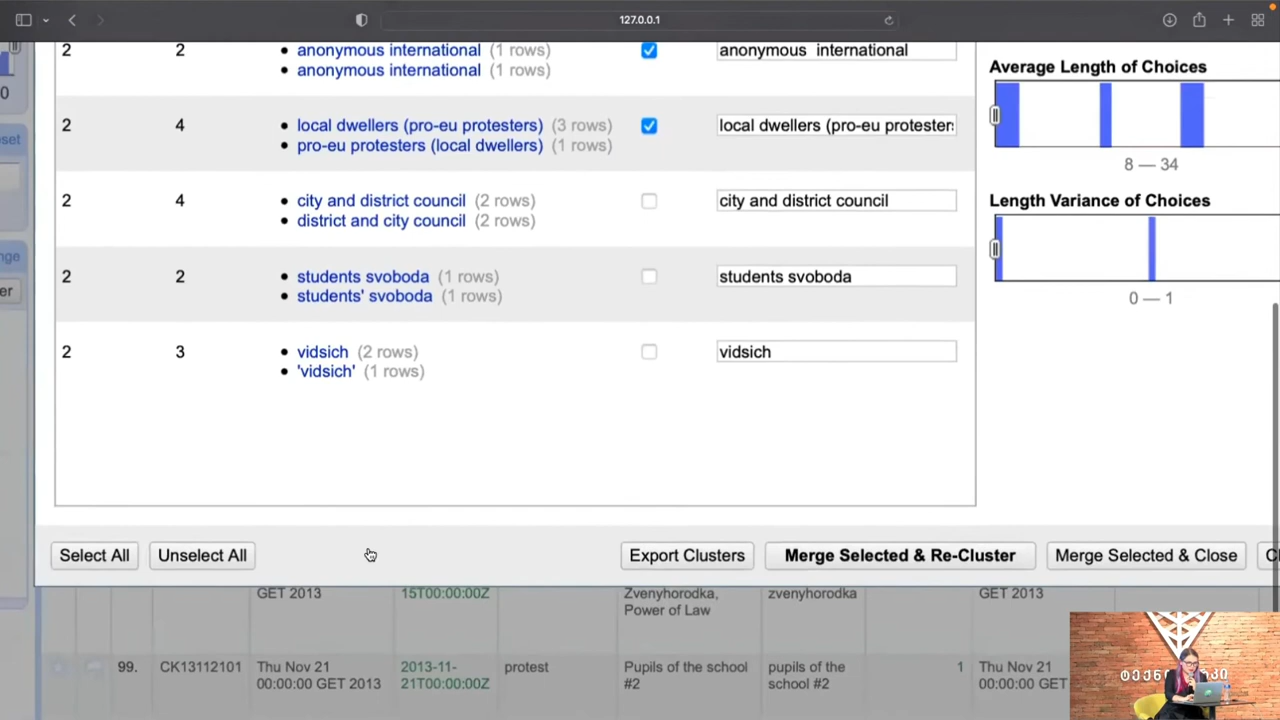 127.0.0.1
2 2 anonymous international (1 rows) anonymous  international
anonymous international (1 rows)
Average Length of Choices
0
set
2 4 local dwellers (pro-eu protesters) (3 rows) local dwellers (pro-eu protesters
pro-eu protesters (local dwellers) (1 rows)
8 — 34
2 4 city and district council (2 rows) city and district council
district and city council (2 rows)
Length Variance of Choices
nge
er
2 2 students svoboda (1 rows) students svoboda
students' svoboda (1 rows)
0 — 1
2 3 vidsich (2 rows) vidsich
'vidsich' (1 rows)
Select All Unselect All Export Clusters Merge Selected & Re-Cluster Merge Selected & Close
GET 2013 15T00:00:00Z Zvenyhorodka, zvenyhorodka GET 2013
Power of Law
99. CK13112101 Thu Nov 21 2013-11- protest Pupils of the school pupils of the 1 Thu Nov 21
00:00:00 GET 2013 21T00:00:00Z #2 school #2 00:00:00 GET